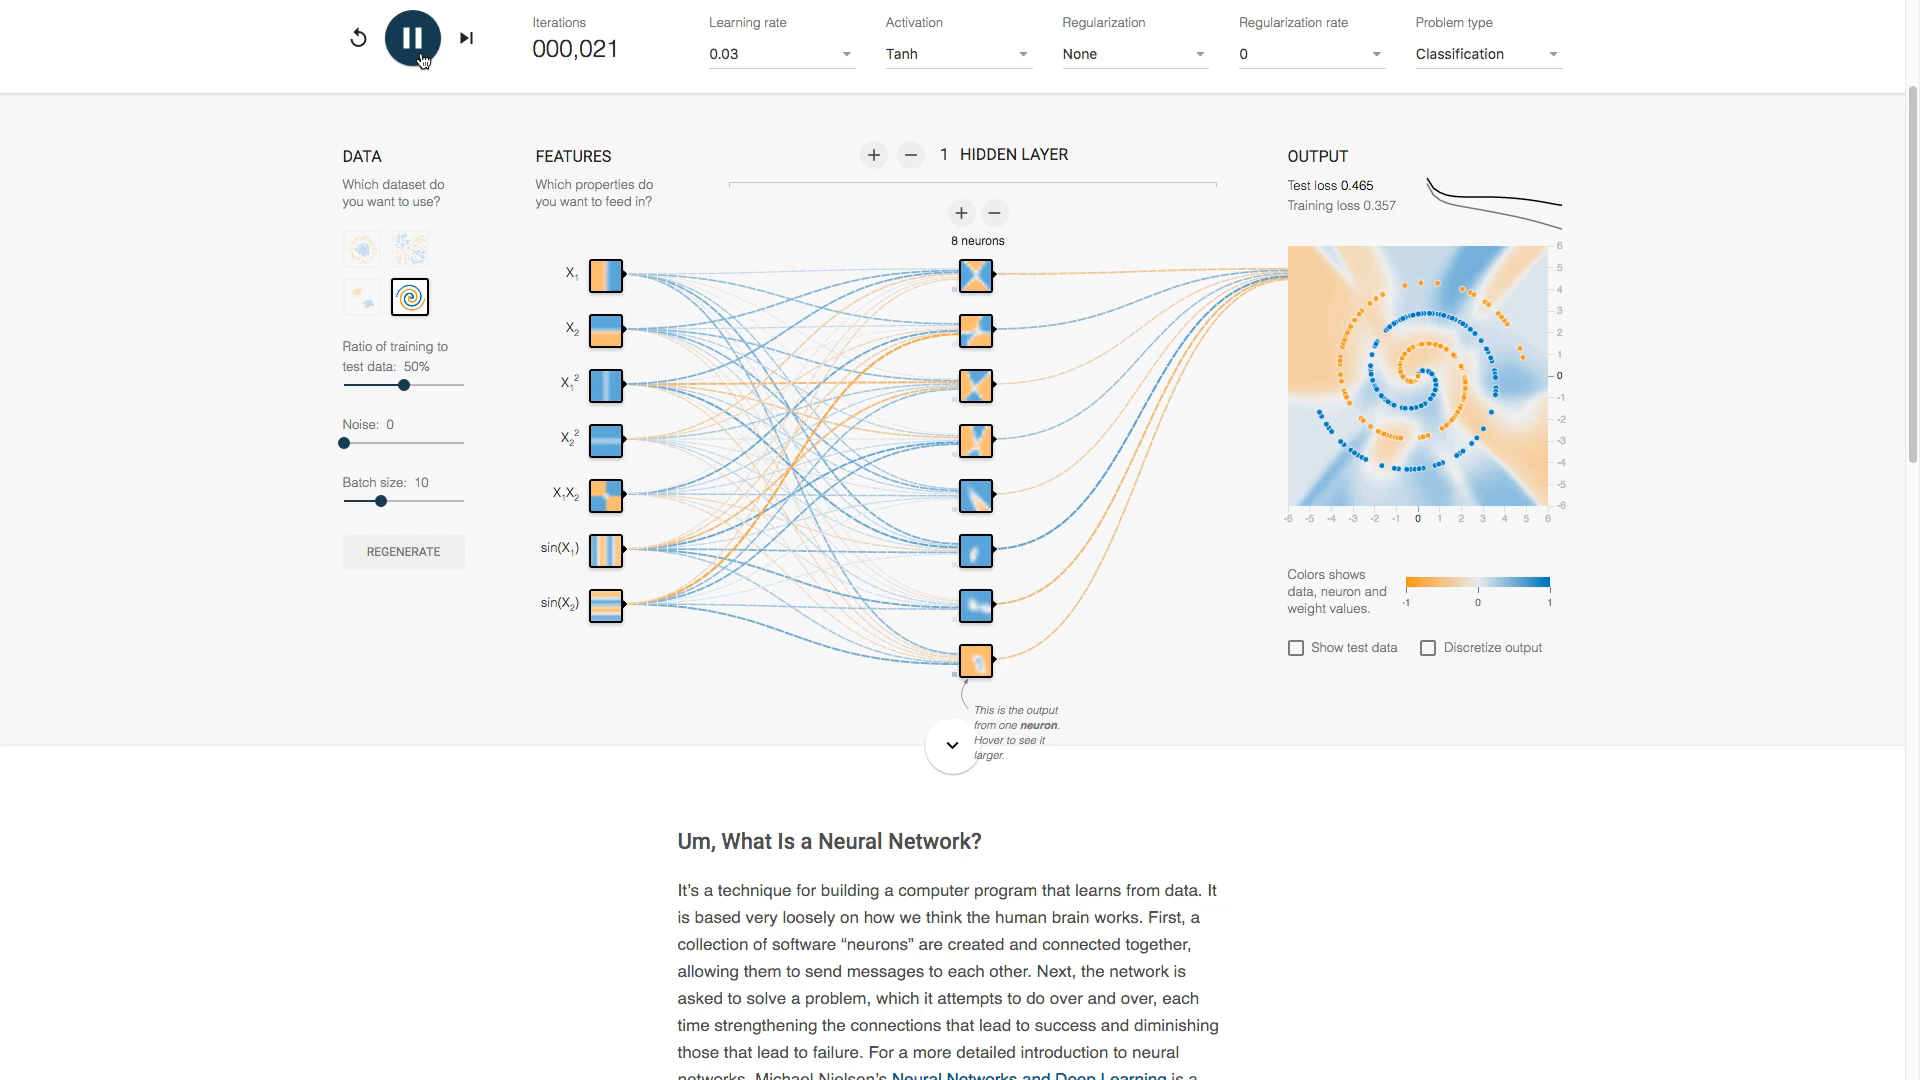 Iterations
000,021
Learning rate
0.03
Activation
Tanh
Regularization
None
Regularization rate
0
Problem type
Classification
DATA
Which dataset do
you want to use?
Ratio of training to
test data: 50%
Noise: 0
Batch size: 10
REGENERATE
FEATURES
Which properties do
you want to feed in?
X₁
X₂
X₁²
X₂²
X₁X₂
sin(X₁)
sin(X₂)
+ − 1 HIDDEN LAYER
+ −
8 neurons
This is the output
from one neuron.
Hover to see it
larger.
OUTPUT
Test loss 0.465
Training loss 0.357
6
5
4
3
2
1
0
-1
-2
-3
-4
-5
-6
-6 -5 -4 -3 -2 -1 0 1 2 3 4 5 6
Colors shows
data, neuron and
weight values.
-1 0 1
Show test data
Discretize output
Um, What Is a Neural Network?
It’s a technique for building a computer program that learns from data. It
is based very loosely on how we think the human brain works. First, a
collection of software “neurons” are created and connected together,
allowing them to send messages to each other. Next, the network is
asked to solve a problem, which it attempts to do over and over, each
time strengthening the connections that lead to success and diminishing
those that lead to failure. For a more detailed introduction to neural
networks, Michael Nielsen’s Neural Networks and Deep Learning is a